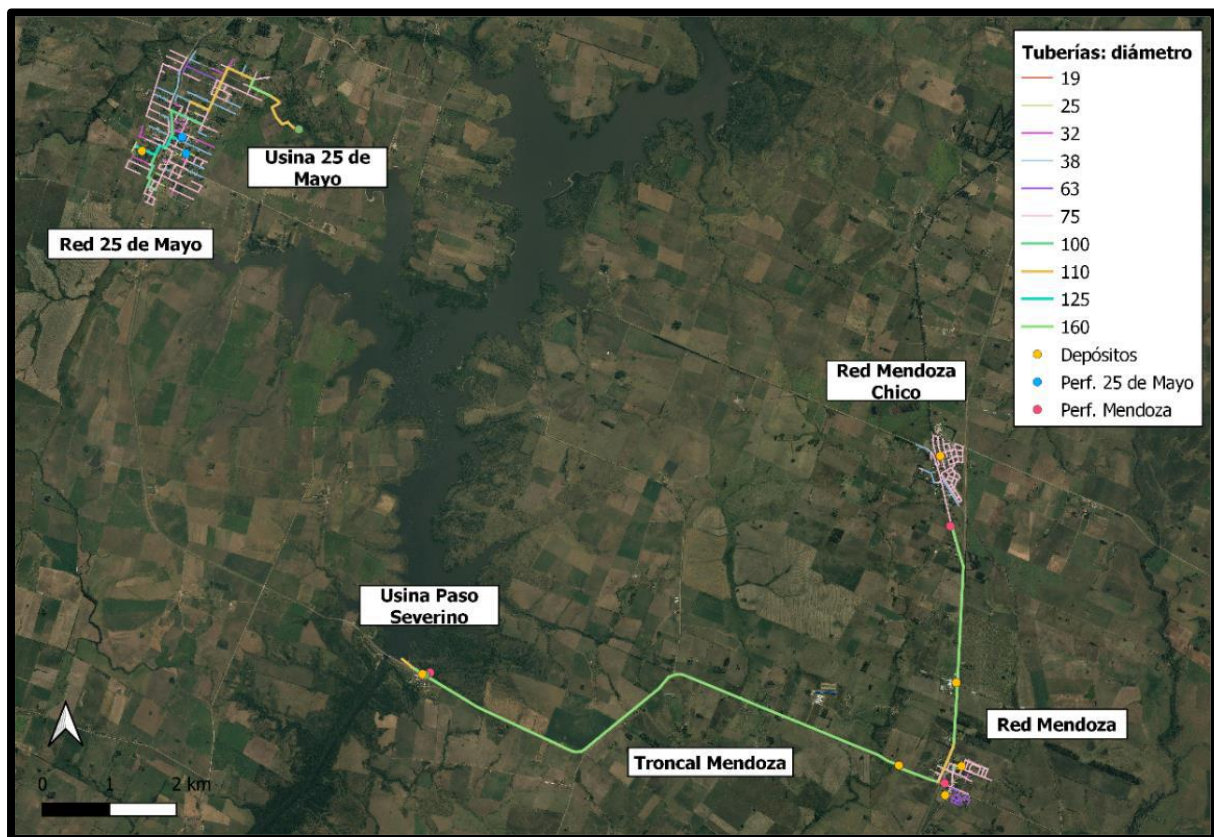 Tuberías: diámetro
19
25
32
38
63
75
100
110
125
160
Depósitos
Perf. 25 de Mayo
Perf. Mendoza
Usina 25 de
Mayo
Red 25 de Mayo
Red Mendoza
Chico
Usina Paso
Severino
Red Mendoza
Troncal Mendoza
0 1 2 km